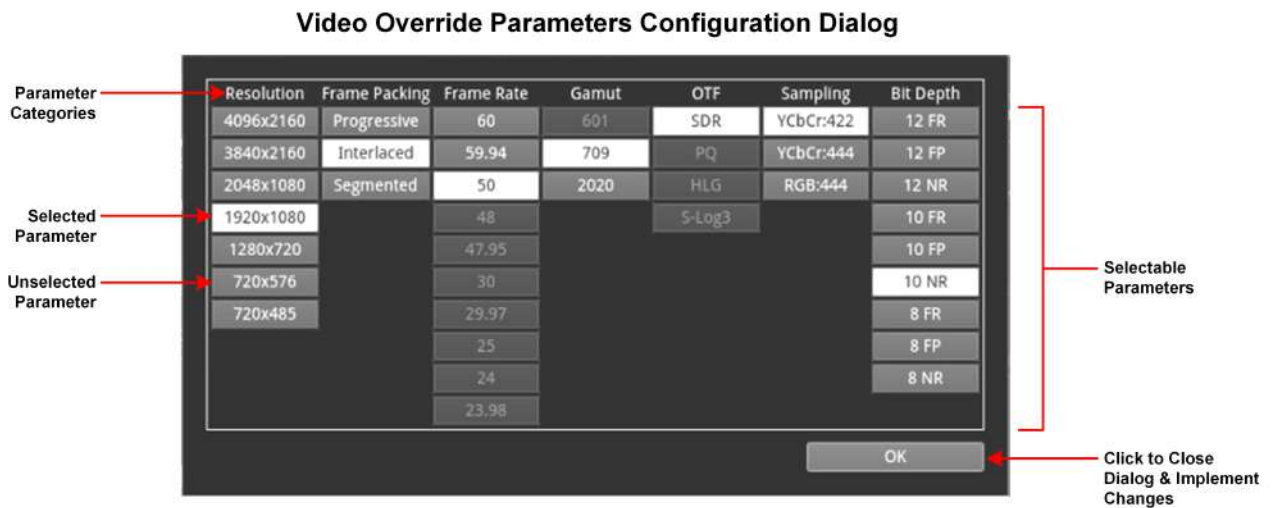 Video Override Parameters Configuration Dialog
Parameter
Categories
Resolution Frame Packing Frame Rate Gamut OTF Sampling Bit Depth
4096x2160 Progressive 60 601 SDR YCbCr:422 12 FR
3840x2160 Interlaced 59.94 709 PQ YCbCr:444 12 FP
2048x1080 Segmented 50 2020 HLG RGB:444 12 NR
Selected
Parameter
1920x1080 48 S-Log3 10 FR
1280x720 47.95 10 FP
Unselected
Parameter
720x576 30 10 NR
720x485 29.97 8 FR
25 8 FP
24 8 NR
23.98
Selectable
Parameters
OK
Click to Close
Dialog & Implement
Changes